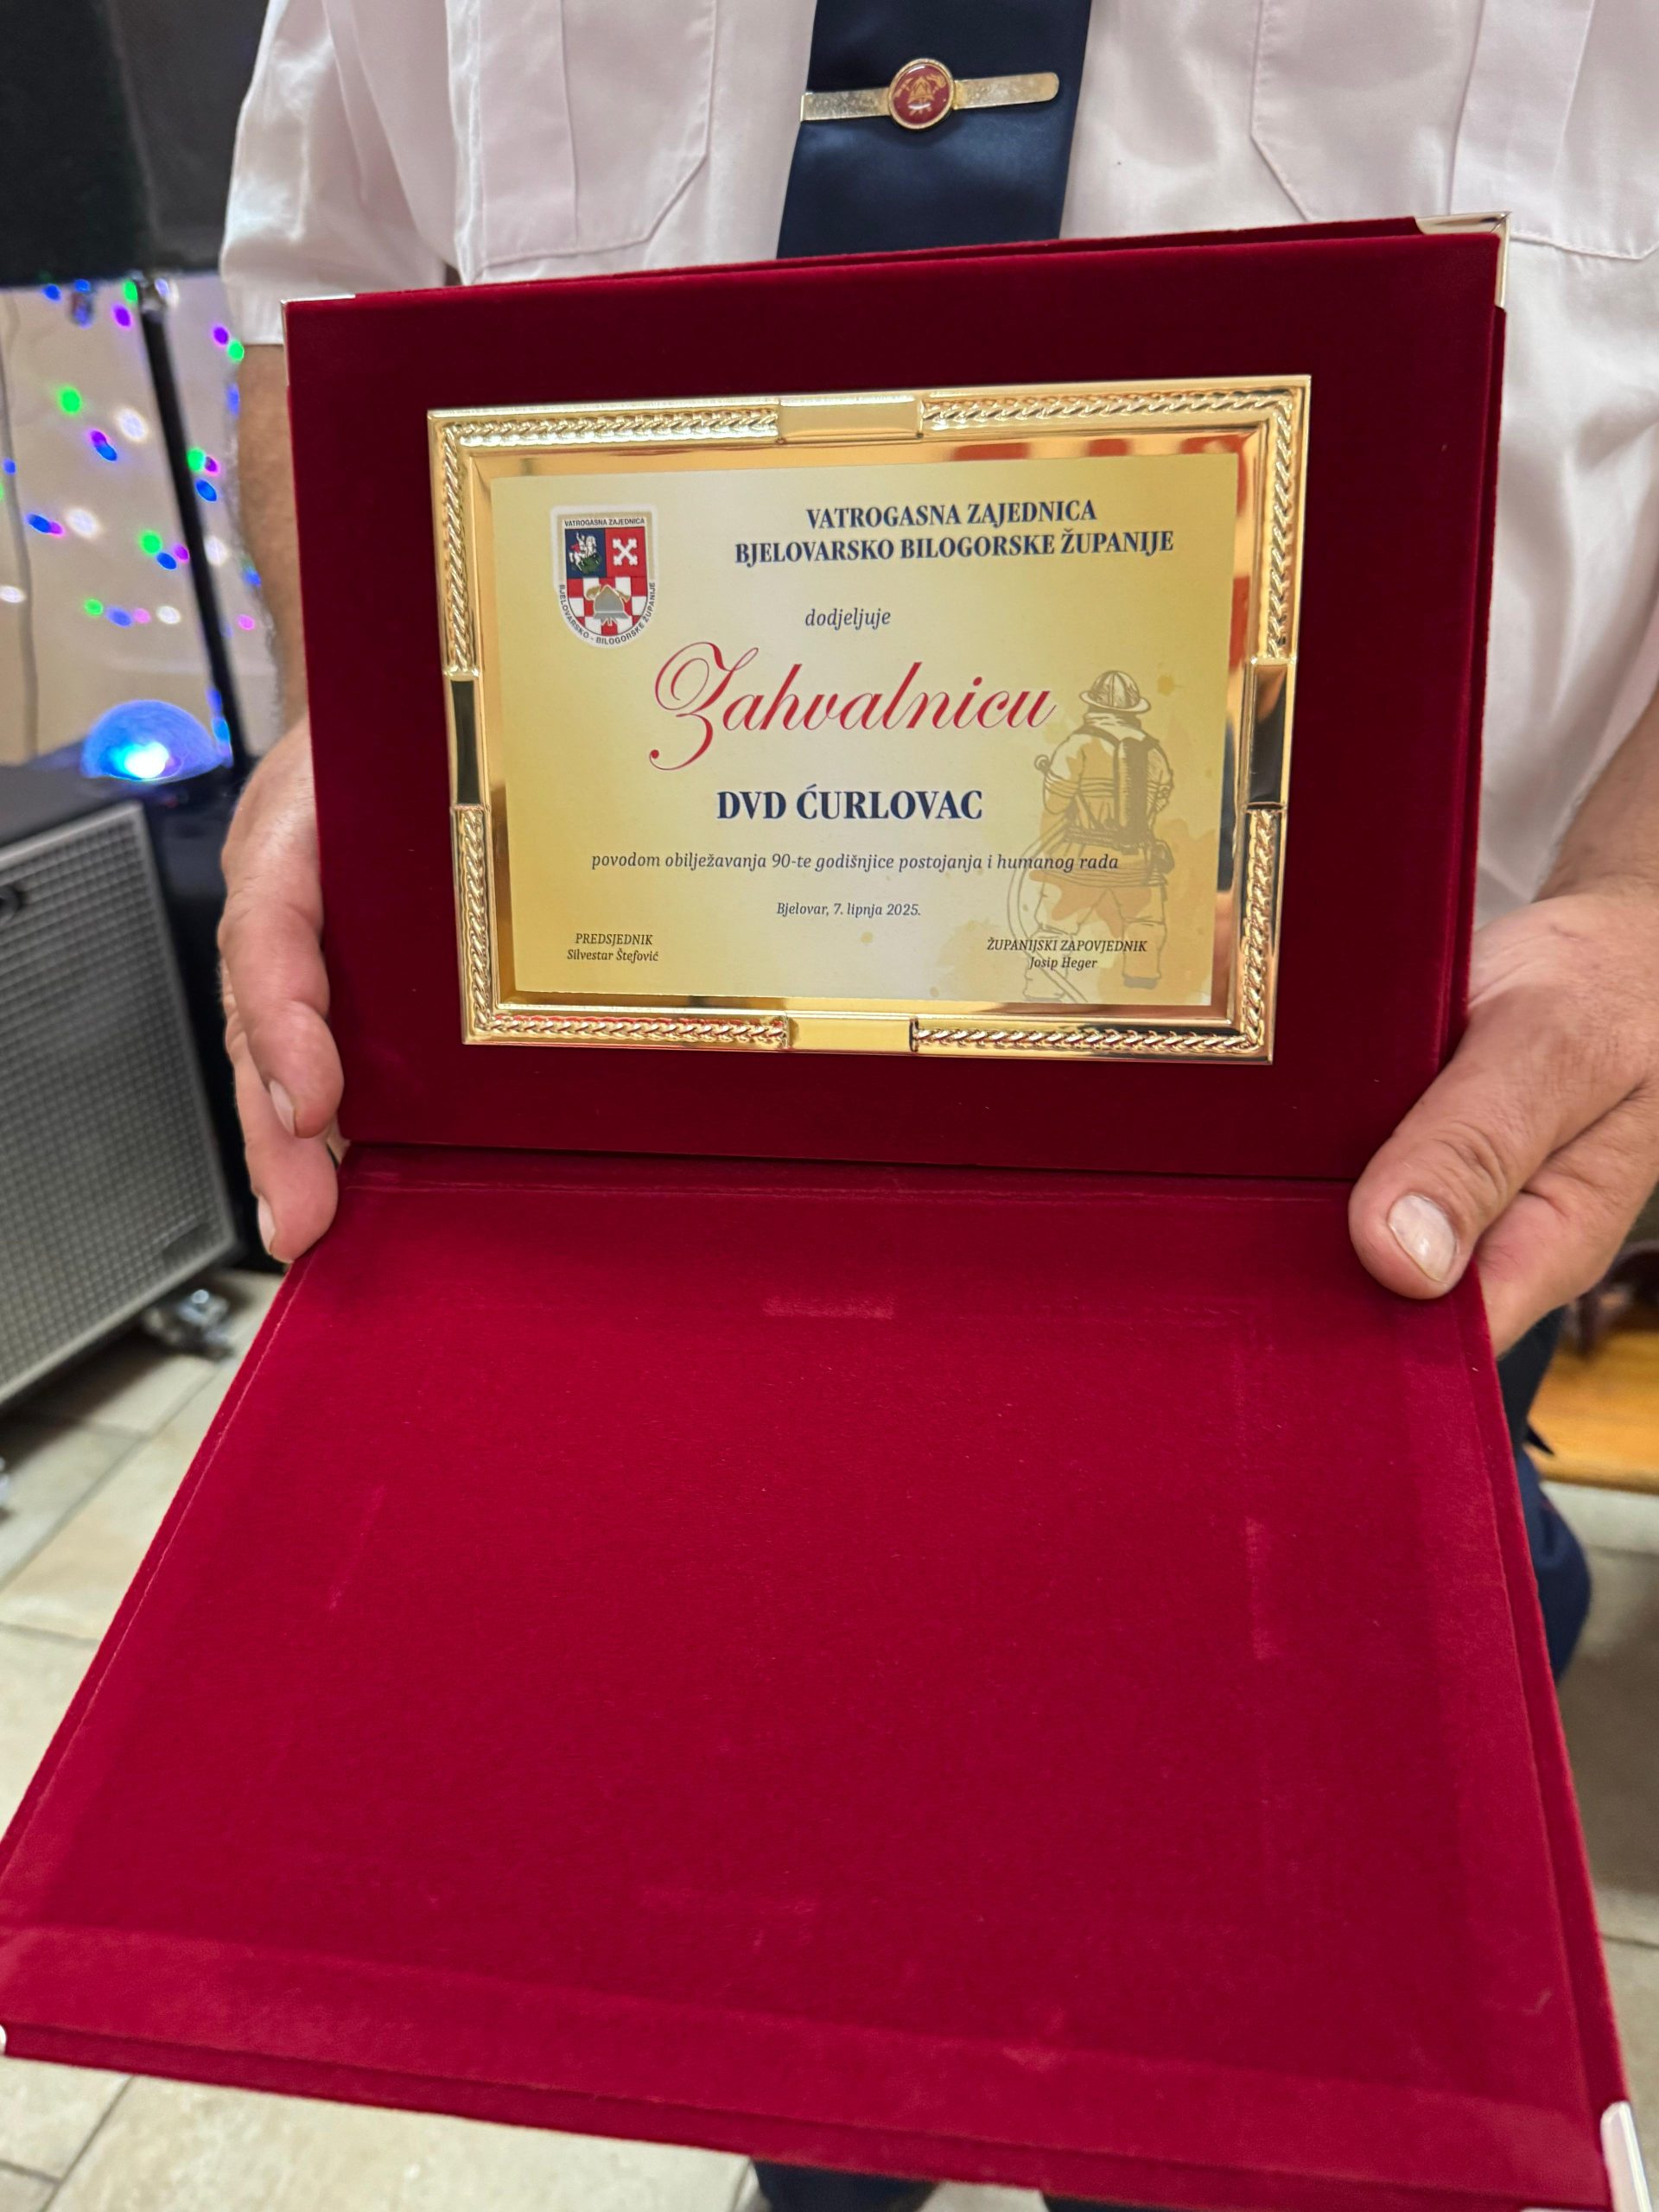 VATROGASNA ZAJEDNICA
BJELOVARSKO - BILOGORSKE ŽUPANIJE
VATROGASNA ZAJEDNICA
BJELOVARSKO BILOGORSKE ŽUPANIJE
dodjeljuje
Zahvalnicu
DVD ĆURLOVAC
povodom obilježavanja 90-te godišnjice postojanja i humanog rada
Bjelovar, 7. lipnja 2025.
PREDSJEDNIK
Silvestar Štefović
ŽUPANIJSKI ZAPOVJEDNIK
Josip Heger